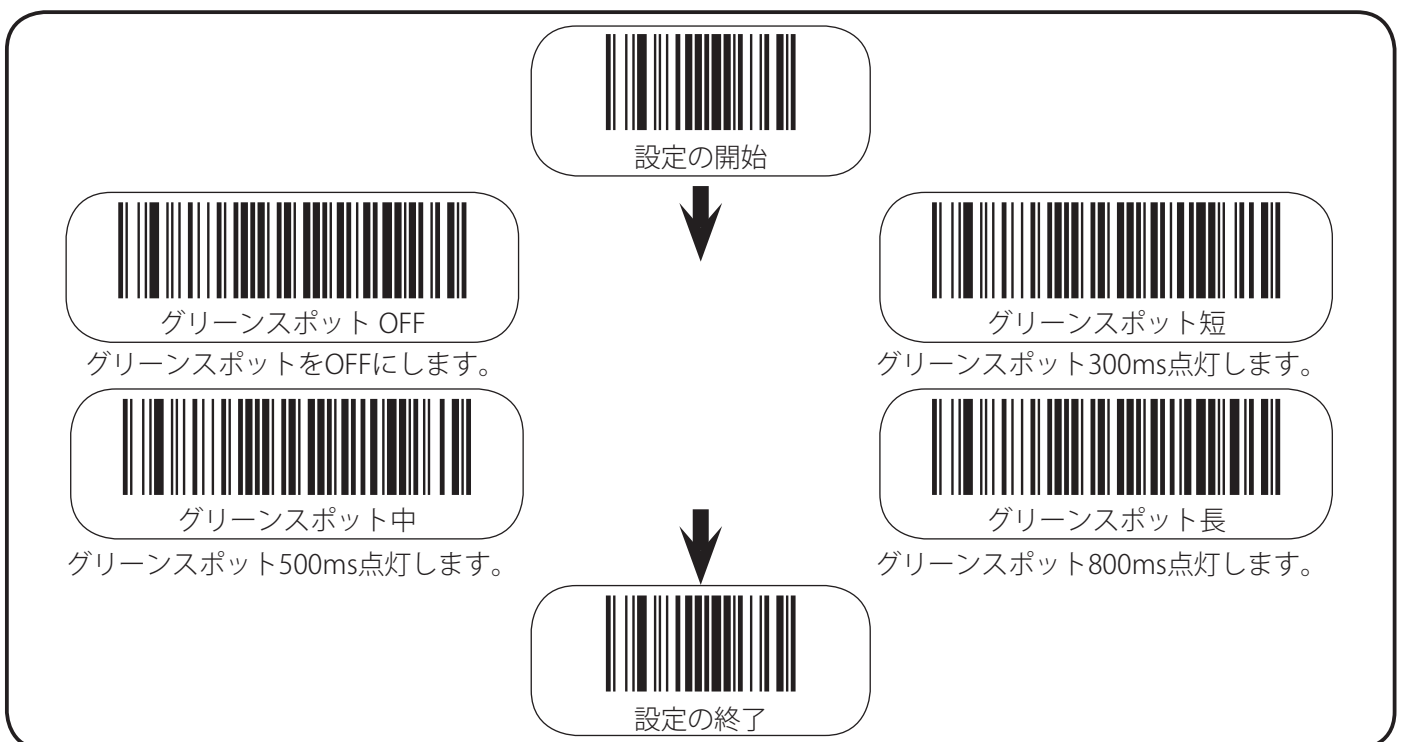 設定の開始
グリーンスポット OFF
グリーンスポットをOFFにします。
グリーンスポット短
グリーンスポット300ms点灯します。
グリーンスポット中
グリーンスポット500ms点灯します。
グリーンスポット長
グリーンスポット800ms点灯します。
設定の終了